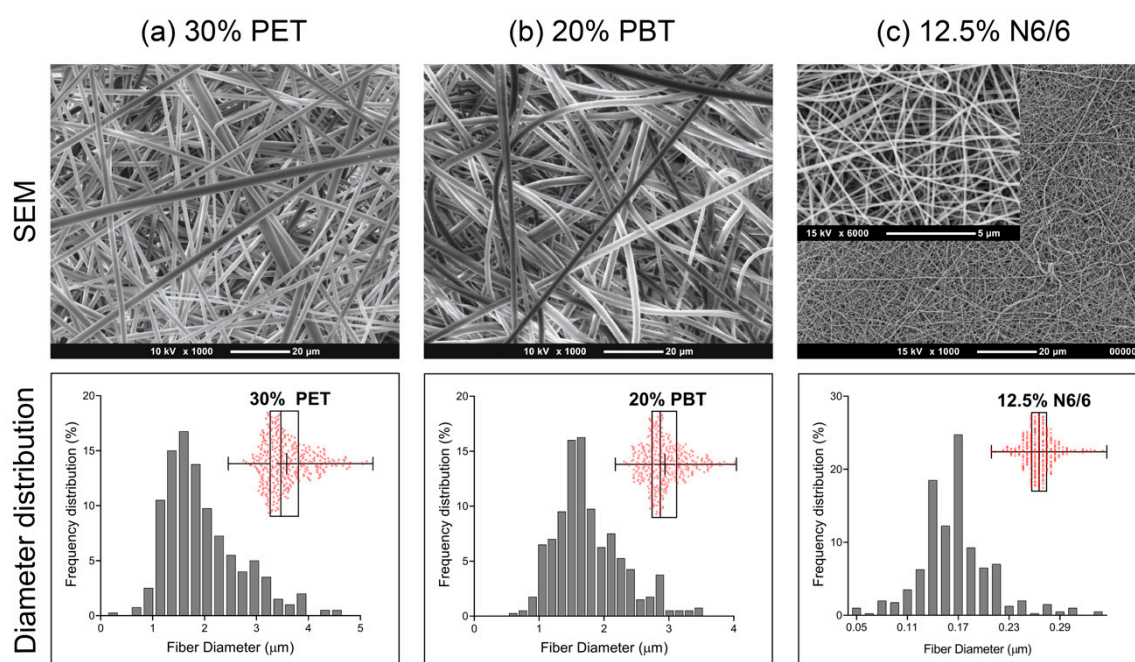 (a) 30% PET
(b) 20% PBT
(c) 12.5% N6/6
SEM
10 kV x 1000 20 µm
10 kV x 1000 20 µm
15 kV x 6000 5 µm
15 kV x 1000 20 µm 00000
Diameter distribution
30% PET
Frequency distribution (%)
20
15
10
5
0
0 1 2 3 4 5
Fiber Diameter (µm)
20% PBT
Frequency distribution (%)
20
15
10
5
0
0 1 2 3 4
Fiber Diameter (µm)
12.5% N6/6
Frequency distribution (%)
30
20
10
0
0.05 0.11 0.17 0.23 0.29
Fiber Diameter (µm)